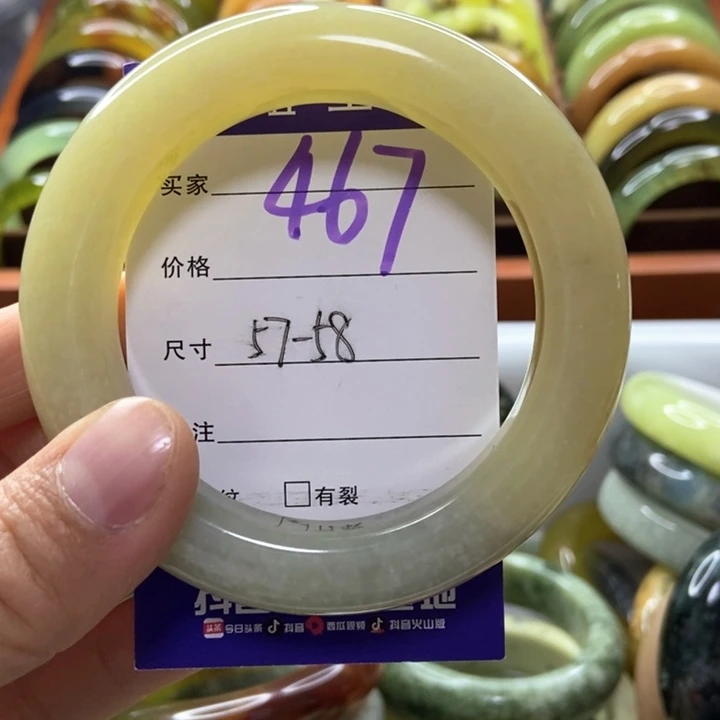 467
买家
价格
尺寸 57-58
注
纹 □有裂
今日头条 抖音 西瓜视频 抖音火山版